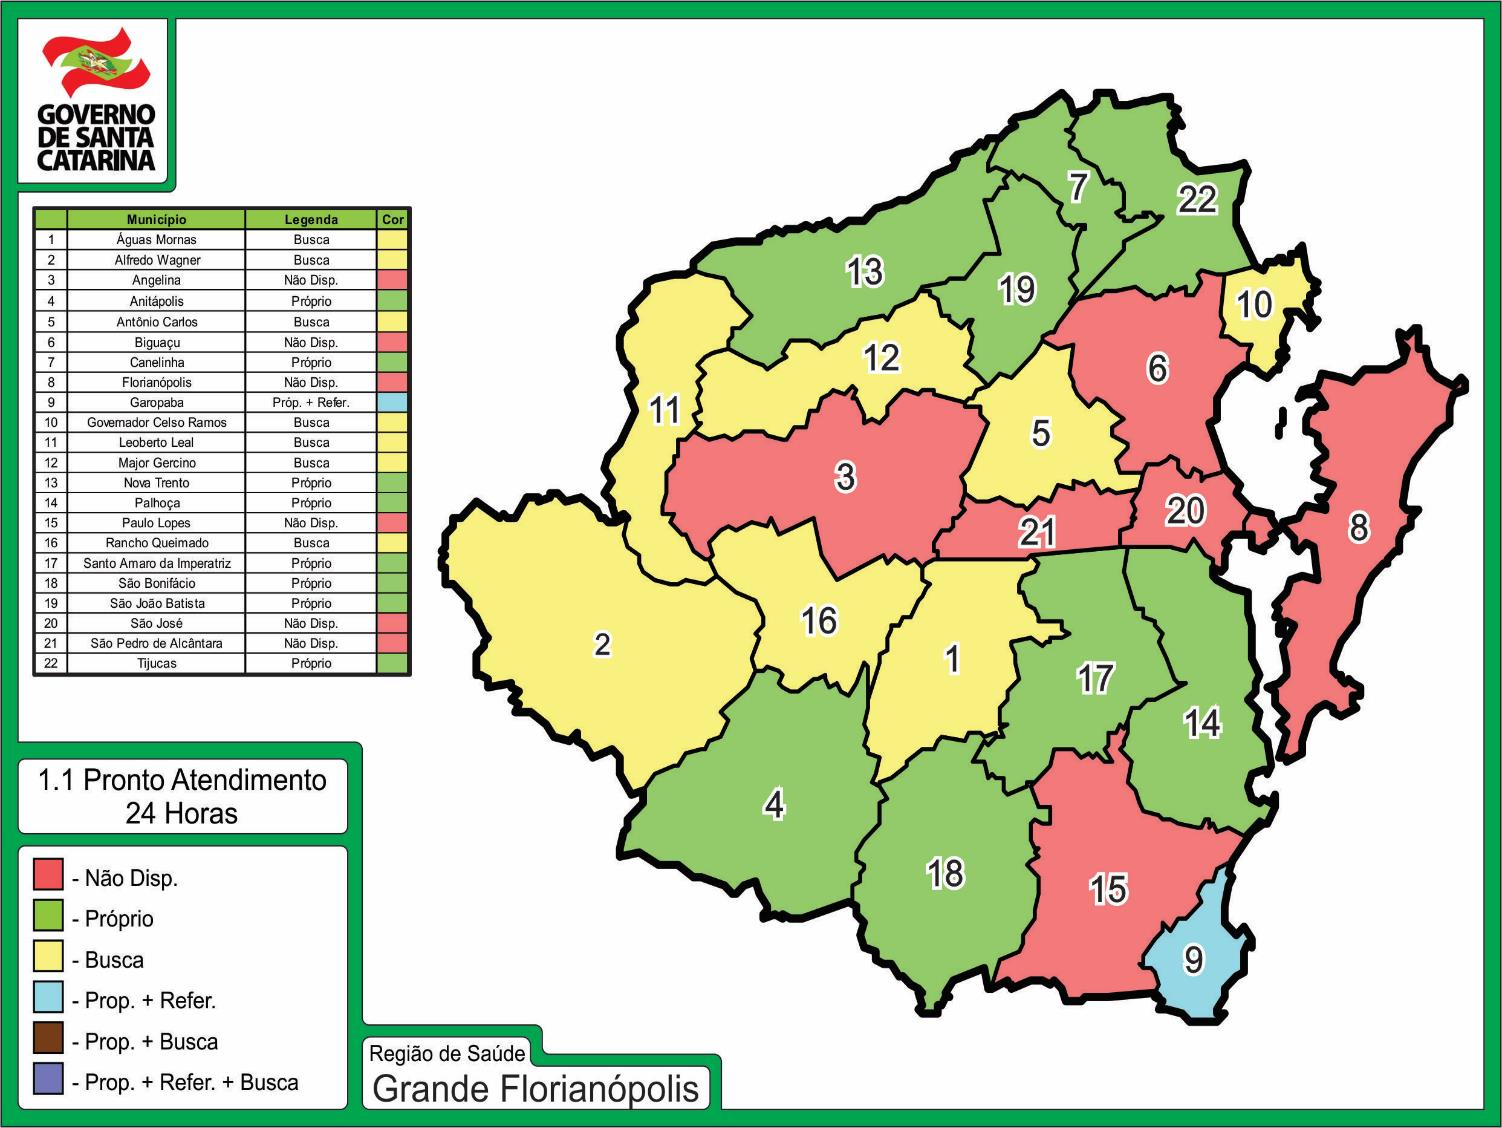 GOVERNO
DE SANTA
CATARINA
Município Legenda Cor
1 Águas Mornas Busca
2 Alfredo Wagner Busca
3 Angelina Não Disp.
4 Anitápolis Próprio
5 Antônio Carlos Busca
6 Biguaçu Não Disp.
7 Canelinha Próprio
8 Florianópolis Não Disp.
9 Garopaba Próp. + Refer.
10 Governador Celso Ramos Busca
11 Leoberto Leal Busca
12 Major Gercino Busca
13 Nova Trento Próprio
14 Palhoça Próprio
15 Paulo Lopes Não Disp.
16 Rancho Queimado Busca
17 Santo Amaro da Imperatriz Próprio
18 São Bonifácio Próprio
19 São João Batista Próprio
20 São José Não Disp.
21 São Pedro de Alcântara Não Disp.
22 Tijucas Próprio
7
22
13
19
10
12
6
11
5
3
20
21
8
16
2
1
17
14
4
18
15
9
1.1 Pronto Atendimento
24 Horas
- Não Disp.
- Próprio
- Busca
- Prop. + Refer.
- Prop. + Busca
- Prop. + Refer. + Busca
Região de Saúde
Grande Florianópolis